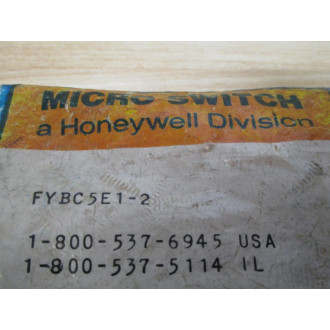 MICRO SWITCH
a Honeywell Division
FYBC5E1-2
1-800-537-6945 USA
1-800-537-5114 IL